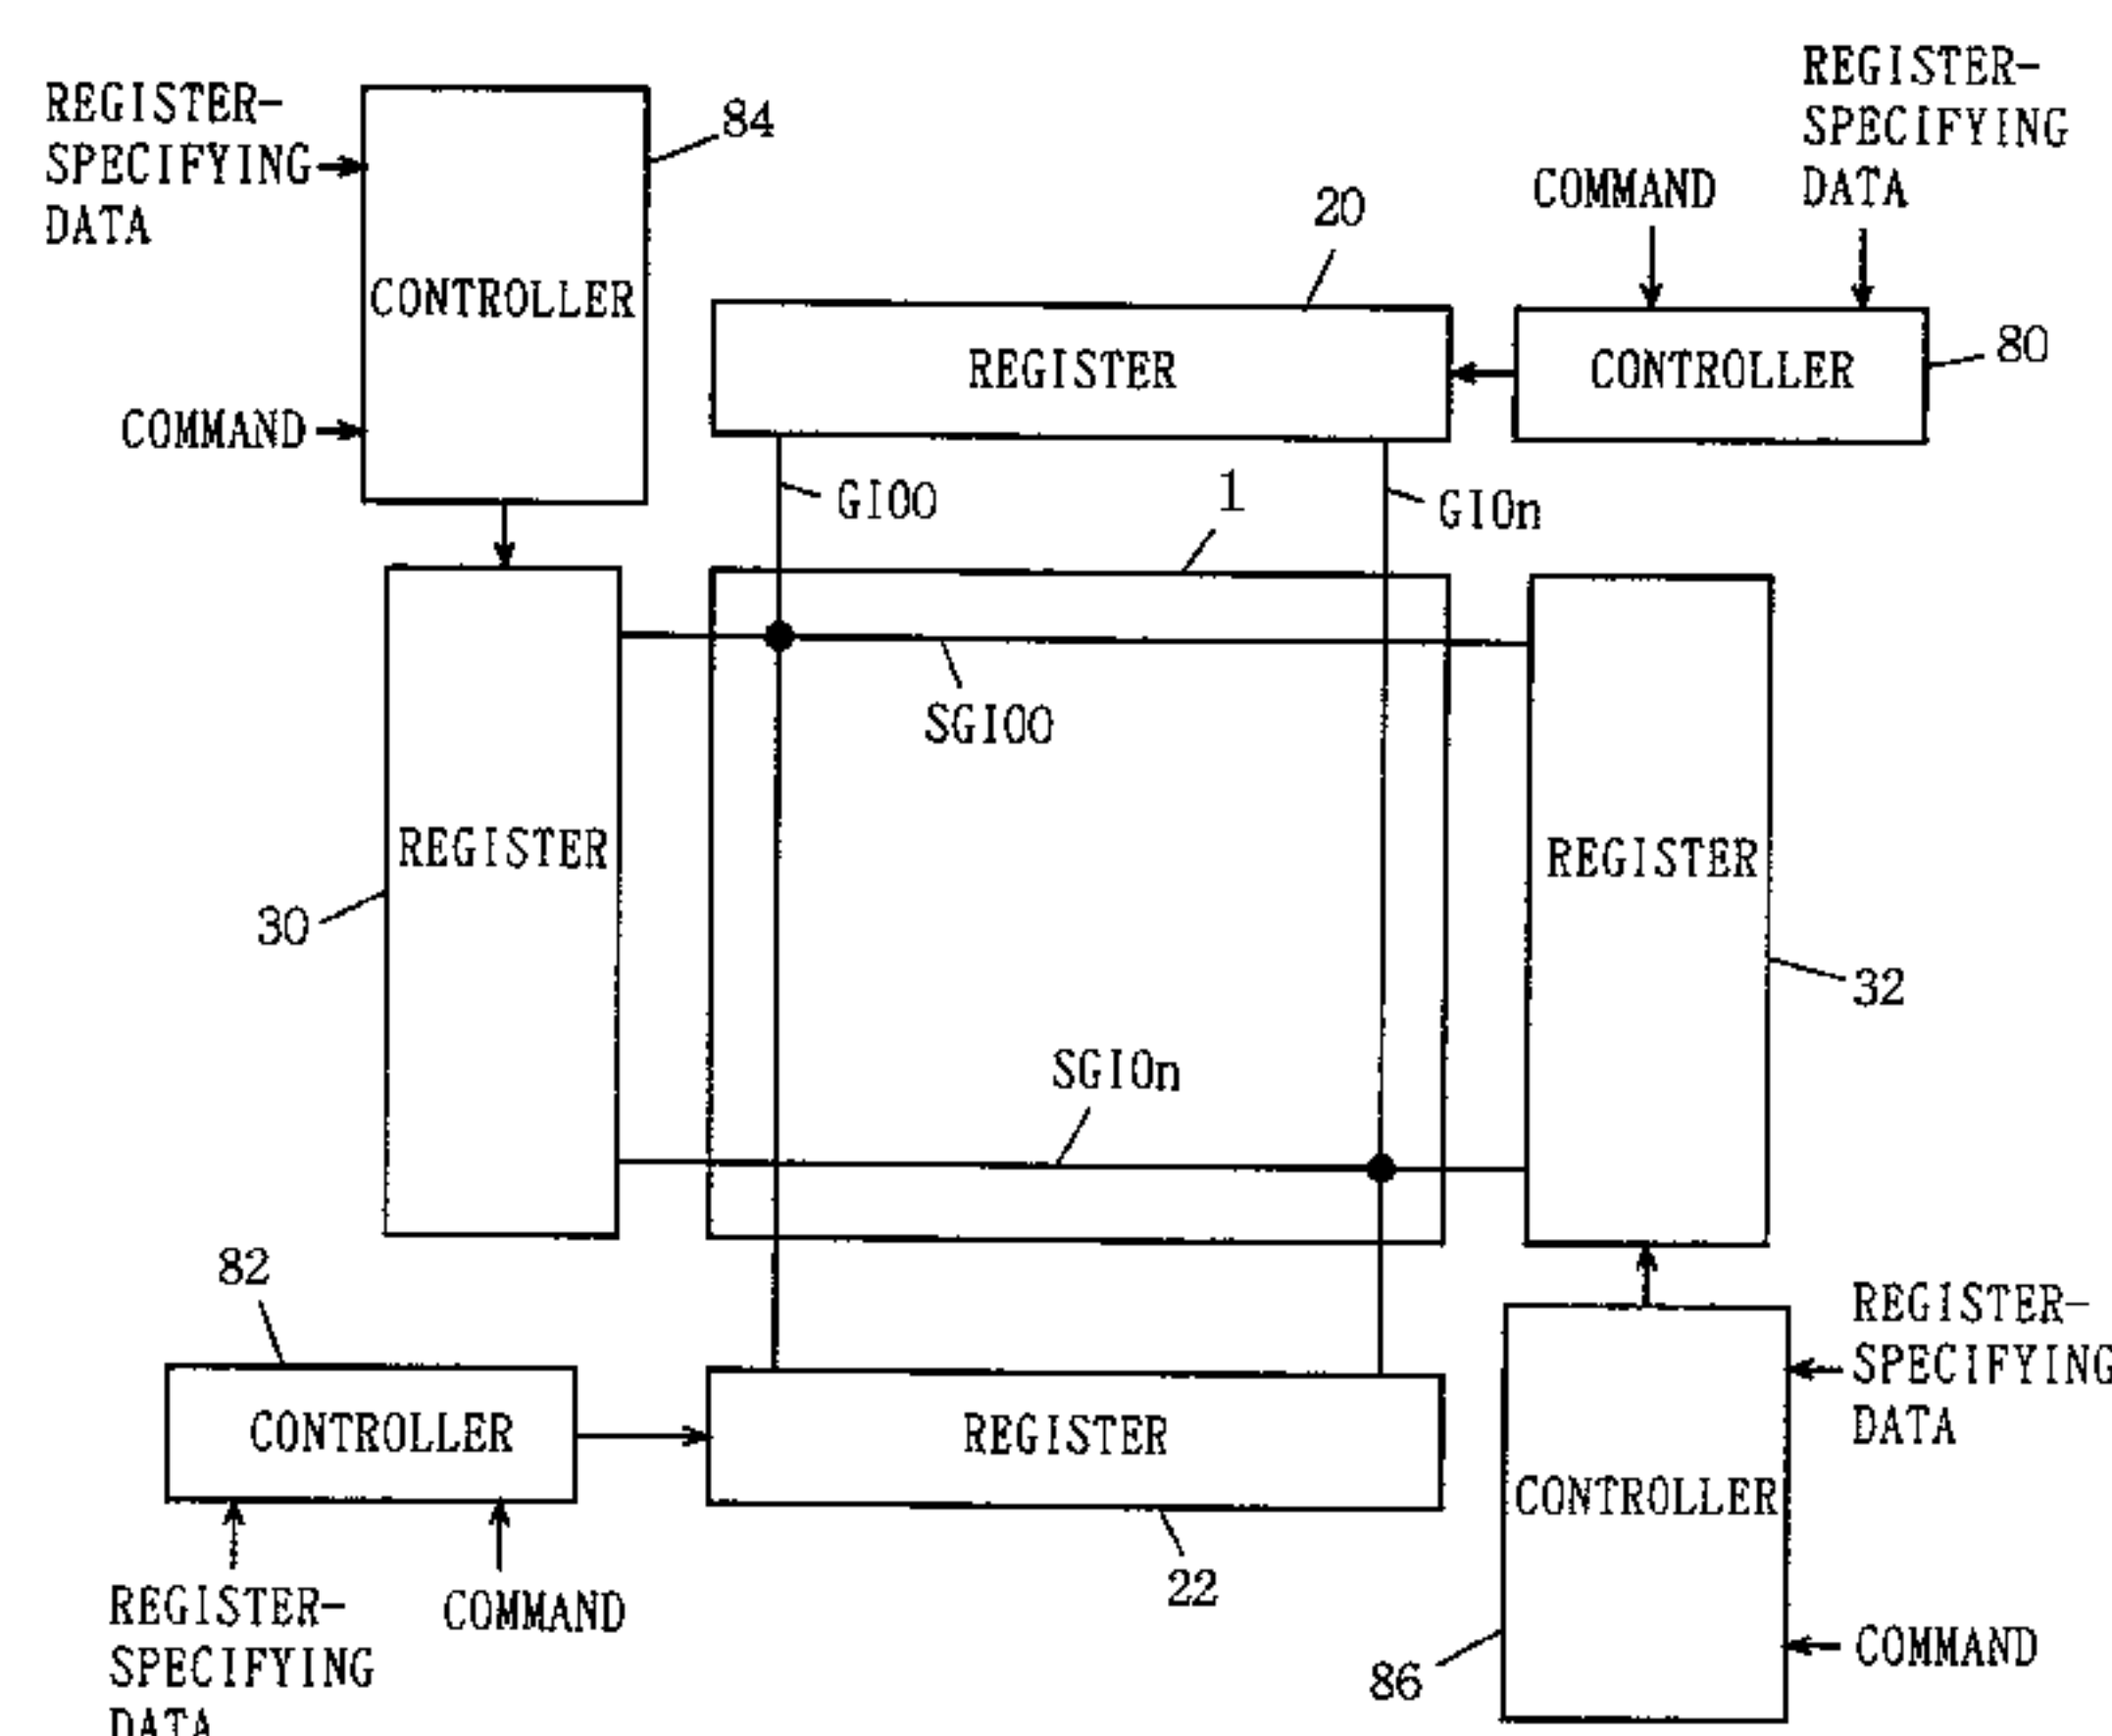 REGISTER-
SPECIFYING
DATA
COMMAND
CONTROLLER
84
20
COMMAND
REGISTER-
SPECIFYING
DATA
REGISTER
CONTROLLER
80
GIO0
1
GIOn
SGIO0
REGISTER
30
REGISTER
32
SGIOn
82
CONTROLLER
REGISTER-
SPECIFYING
DATA
COMMAND
REGISTER
22
CONTROLLER
REGISTER-
SPECIFYING
DATA
COMMAND
86